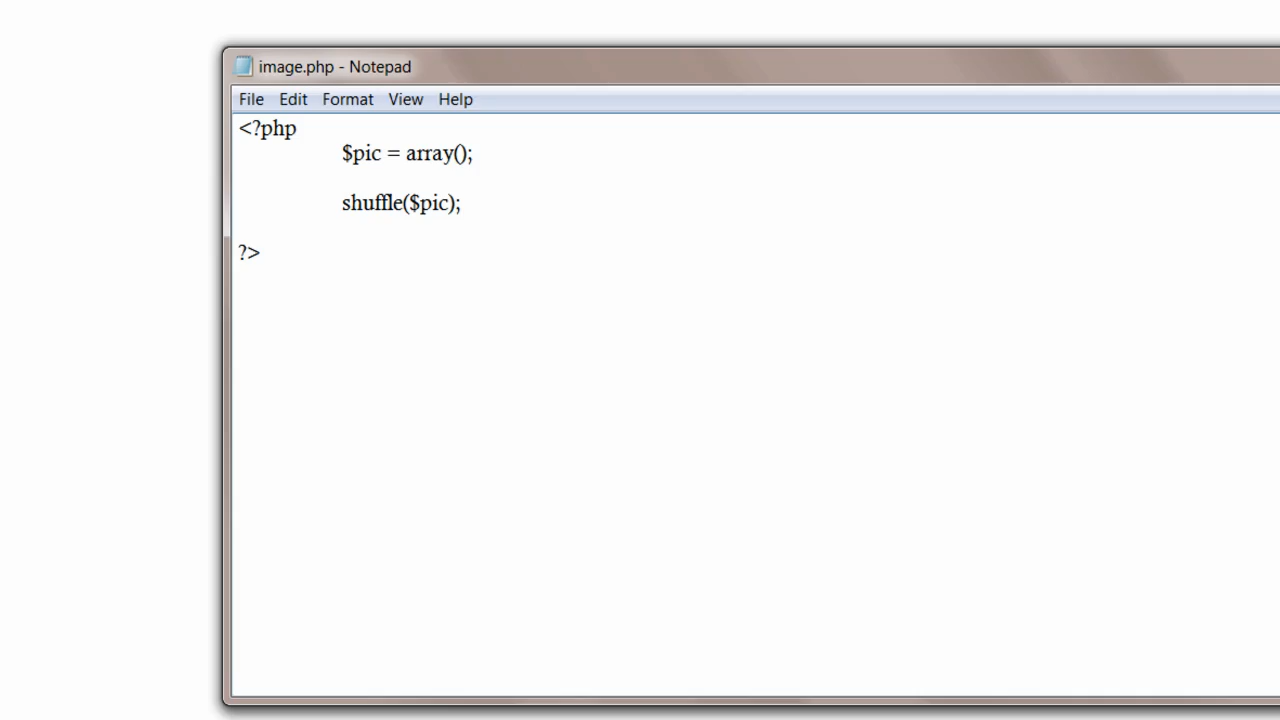 image.php - Notepad
File Edit Format View Help
<?php
$pic = array();
shuffle($pic);
?>